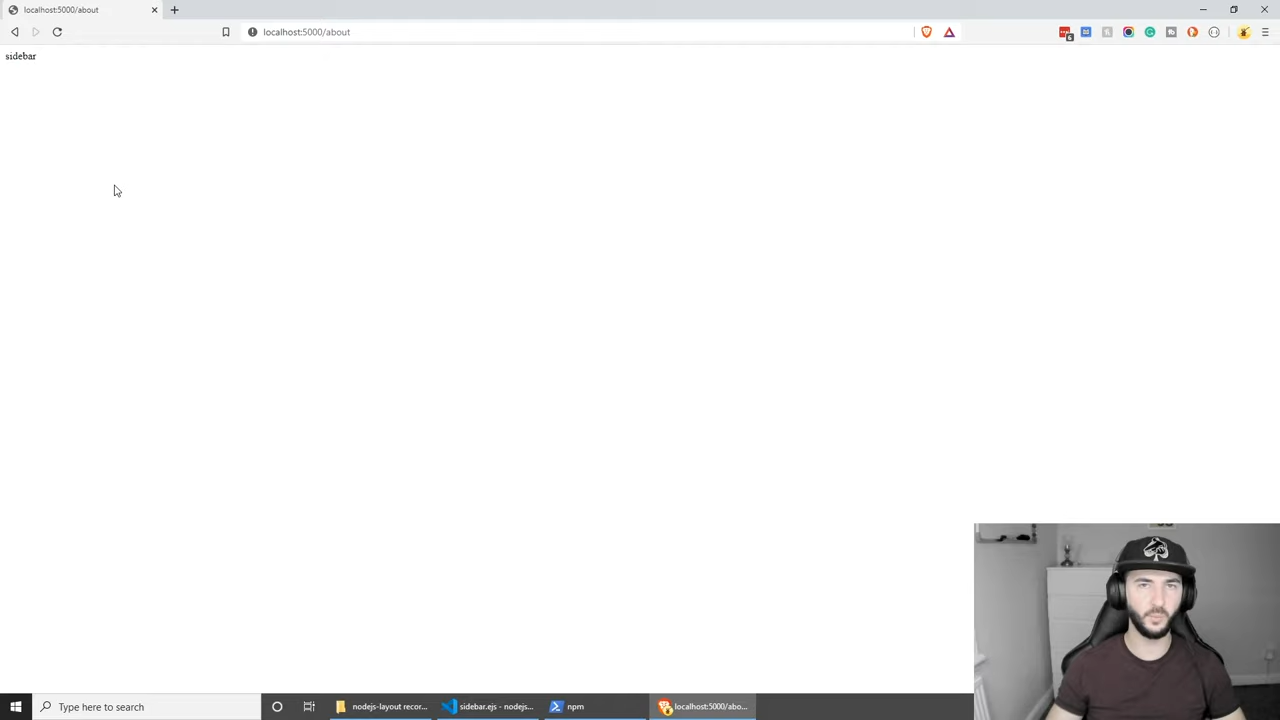 localhost:5000/about
localhost:5000/about
6
sidebar
Type here to search
nodejs-layout recor...
sidebar.ejs - nodejs...
npm
localhost:5000/abo...